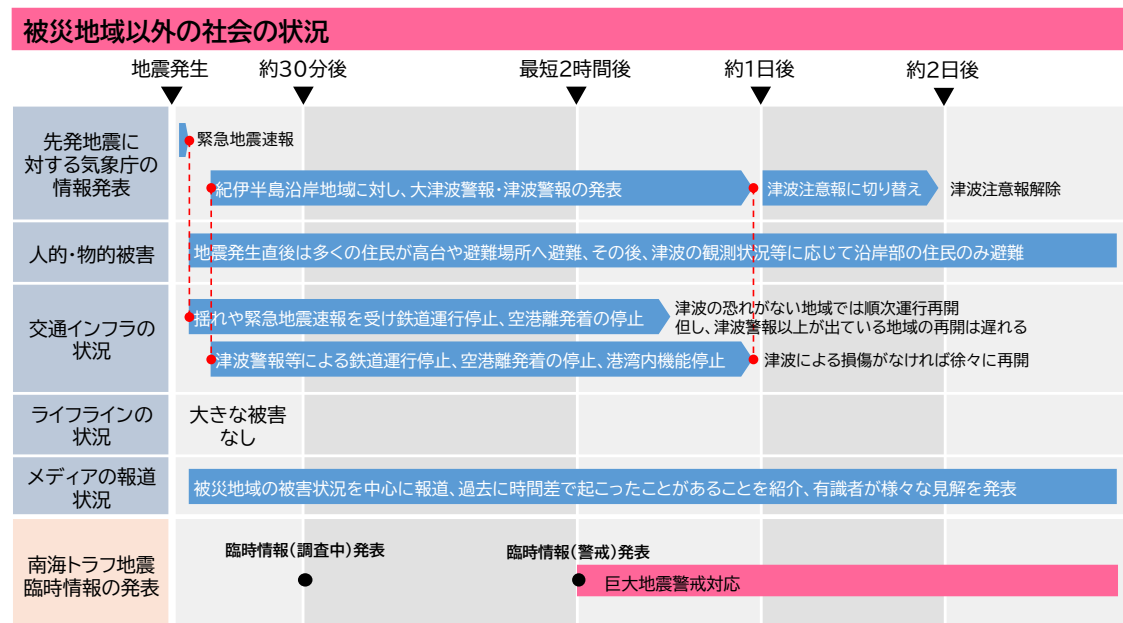 被災地域以外の社会の状況
地震発生
約30分後
最短2時間後
約1日後
約2日後
先発地震に
対する気象庁の
情報発表
緊急地震速報
紀伊半島沿岸地域に対し、大津波警報・津波警報の発表
津波注意報に切り替え
津波注意報解除
人的・物的被害
地震発生直後は多くの住民が高台や避難場所へ避難、その後、津波の観測状況等に応じて沿岸部の住民のみ避難
交通インフラの
状況
揺れや緊急地震速報を受け鉄道運行停止、空港離発着の停止
津波の恐れがない地域では順次運行再開
但し、津波警報以上が出ている地域の再開は遅れる
津波警報等による鉄道運行停止、空港離発着の停止、港湾内機能停止
津波による損傷がなければ徐々に再開
ライフラインの
状況
大きな被害
なし
メディアの報道
状況
被災地域の被害状況を中心に報道、過去に時間差で起こったことがあることを紹介、有識者が様々な見解を発表
南海トラフ地震
臨時情報の発表
臨時情報(調査中)発表
臨時情報(警戒)発表
巨大地震警戒対応